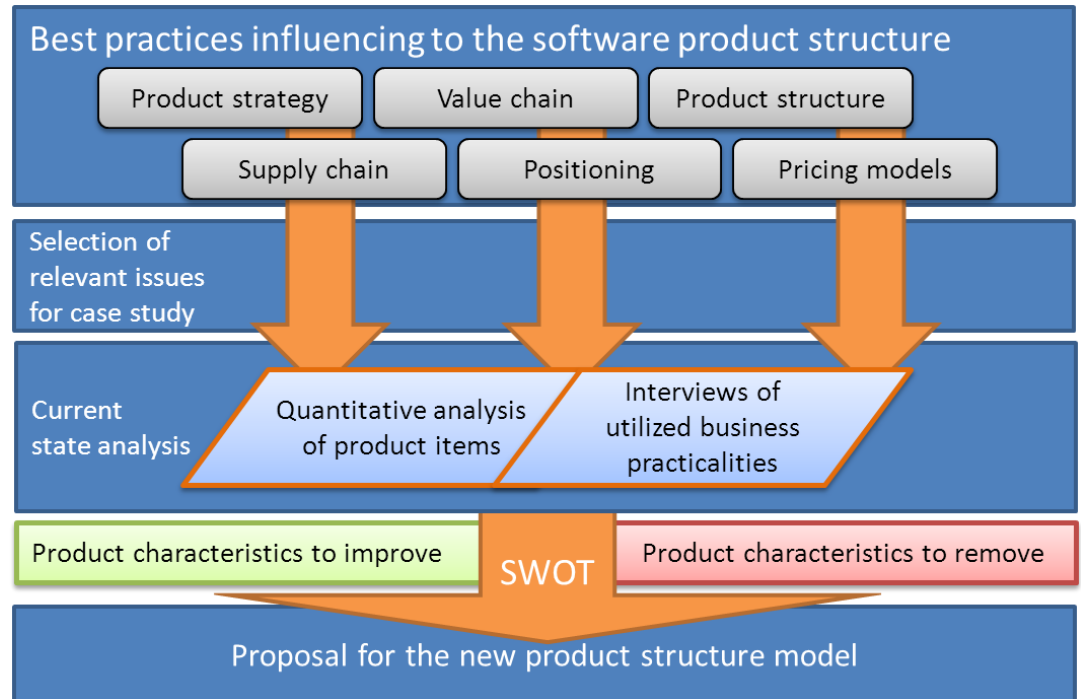 Best practices influencing to the software product structure
Product strategy
Value chain
Product structure
Supply chain
Positioning
Pricing models
Selection of
relevant issues
for case study
Current
state analysis
Quantitative analysis
of product items
Interviews of
utilized business
practicalities
Product characteristics to improve
SWOT
Product characteristics to remove
Proposal for the new product structure model